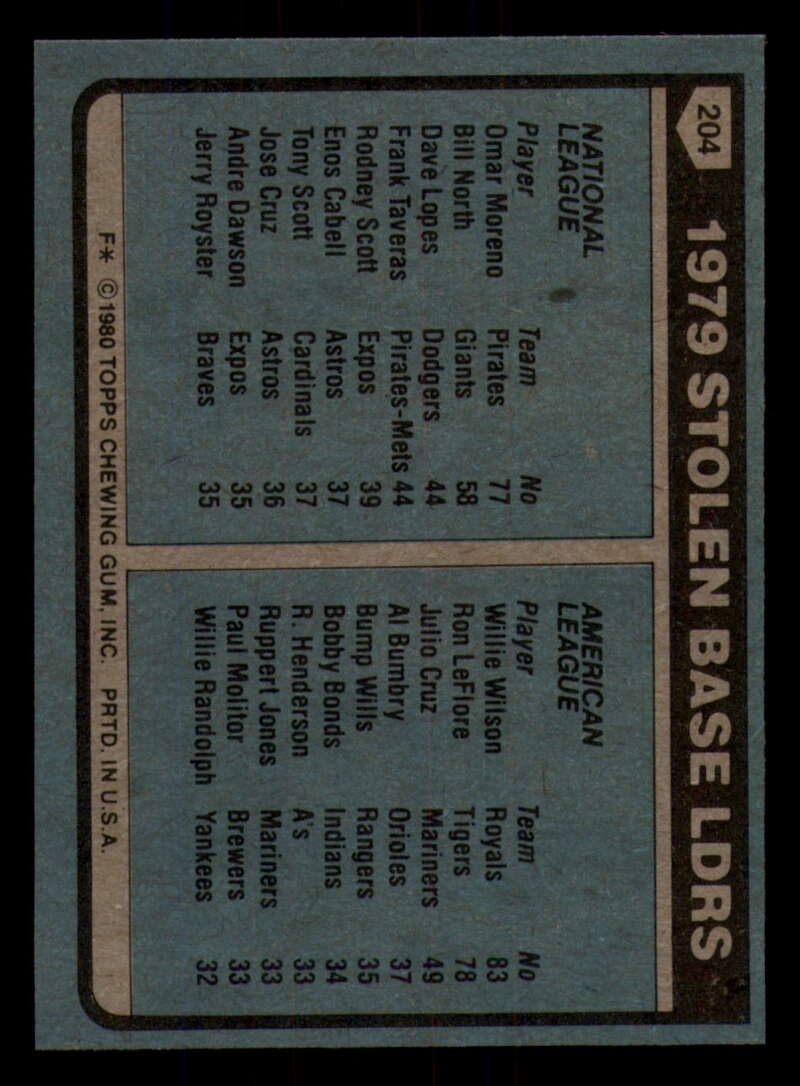 204 1979 STOLEN BASE LDRS
NATIONAL
LEAGUE
Player Team No
Omar Moreno Pirates 77
Bill North Giants 58
Dave Lopes Dodgers 44
Frank Taveras Pirates-Mets 44
Rodney Scott Expos 39
Enos Cabell Astros 37
Tony Scott Cardinals 37
Jose Cruz Astros 36
Andre Dawson Expos 35
Jerry Royster Braves 35
AMERICAN
LEAGUE
Player Team No
Willie Wilson Royals 83
Ron LeFlore Tigers 78
Julio Cruz Mariners 49
Al Bumbry Orioles 37
Bump Wills Rangers 35
Bobby Bonds Indians 34
R. Henderson A's 33
Ruppert Jones Mariners 33
Paul Molitor Brewers 33
Willie Randolph Yankees 32
F* ©1980 TOPPS CHEWING GUM, INC. PRTD. IN U.S.A.